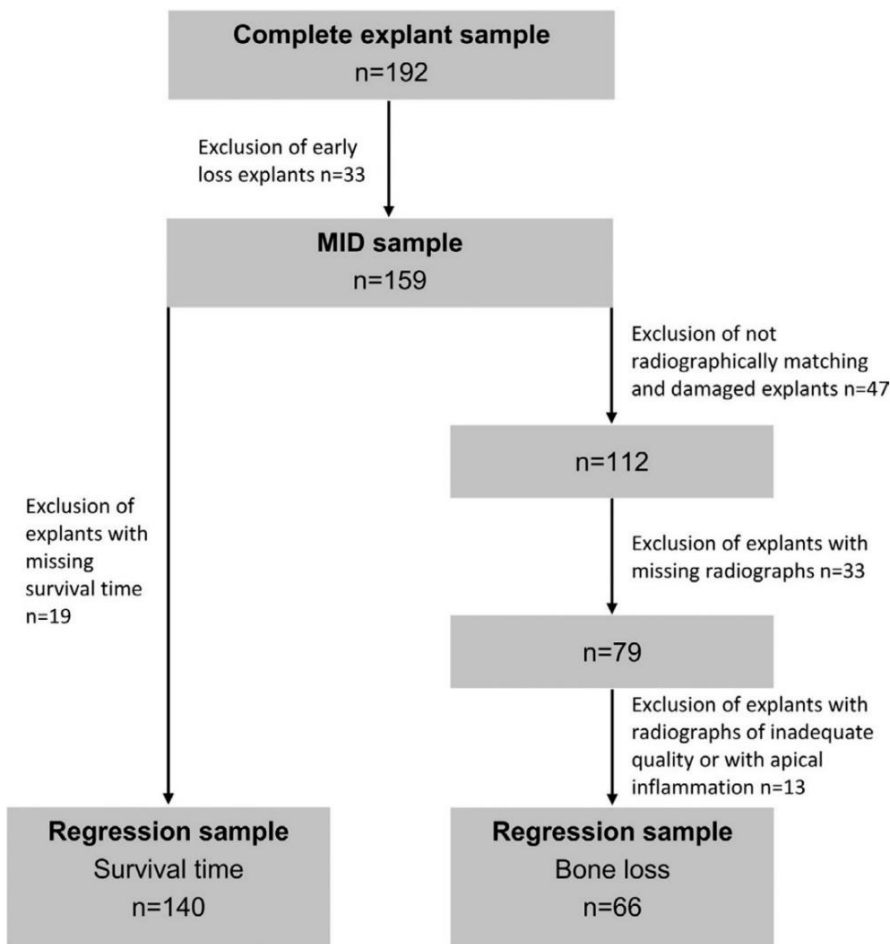 Complete explant sample
n=192
Exclusion of early
loss explants n=33
MID sample
n=159
Exclusion of not
radiographically matching
and damaged explants n=47
n=112
Exclusion of
explants with
missing
survival time
n=19
Exclusion of explants with
missing radiographs n=33
n=79
Exclusion of explants with
radiographs of inadequate
quality or with apical
inflammation n=13
Regression sample
Survival time
n=140
Regression sample
Bone loss
n=66